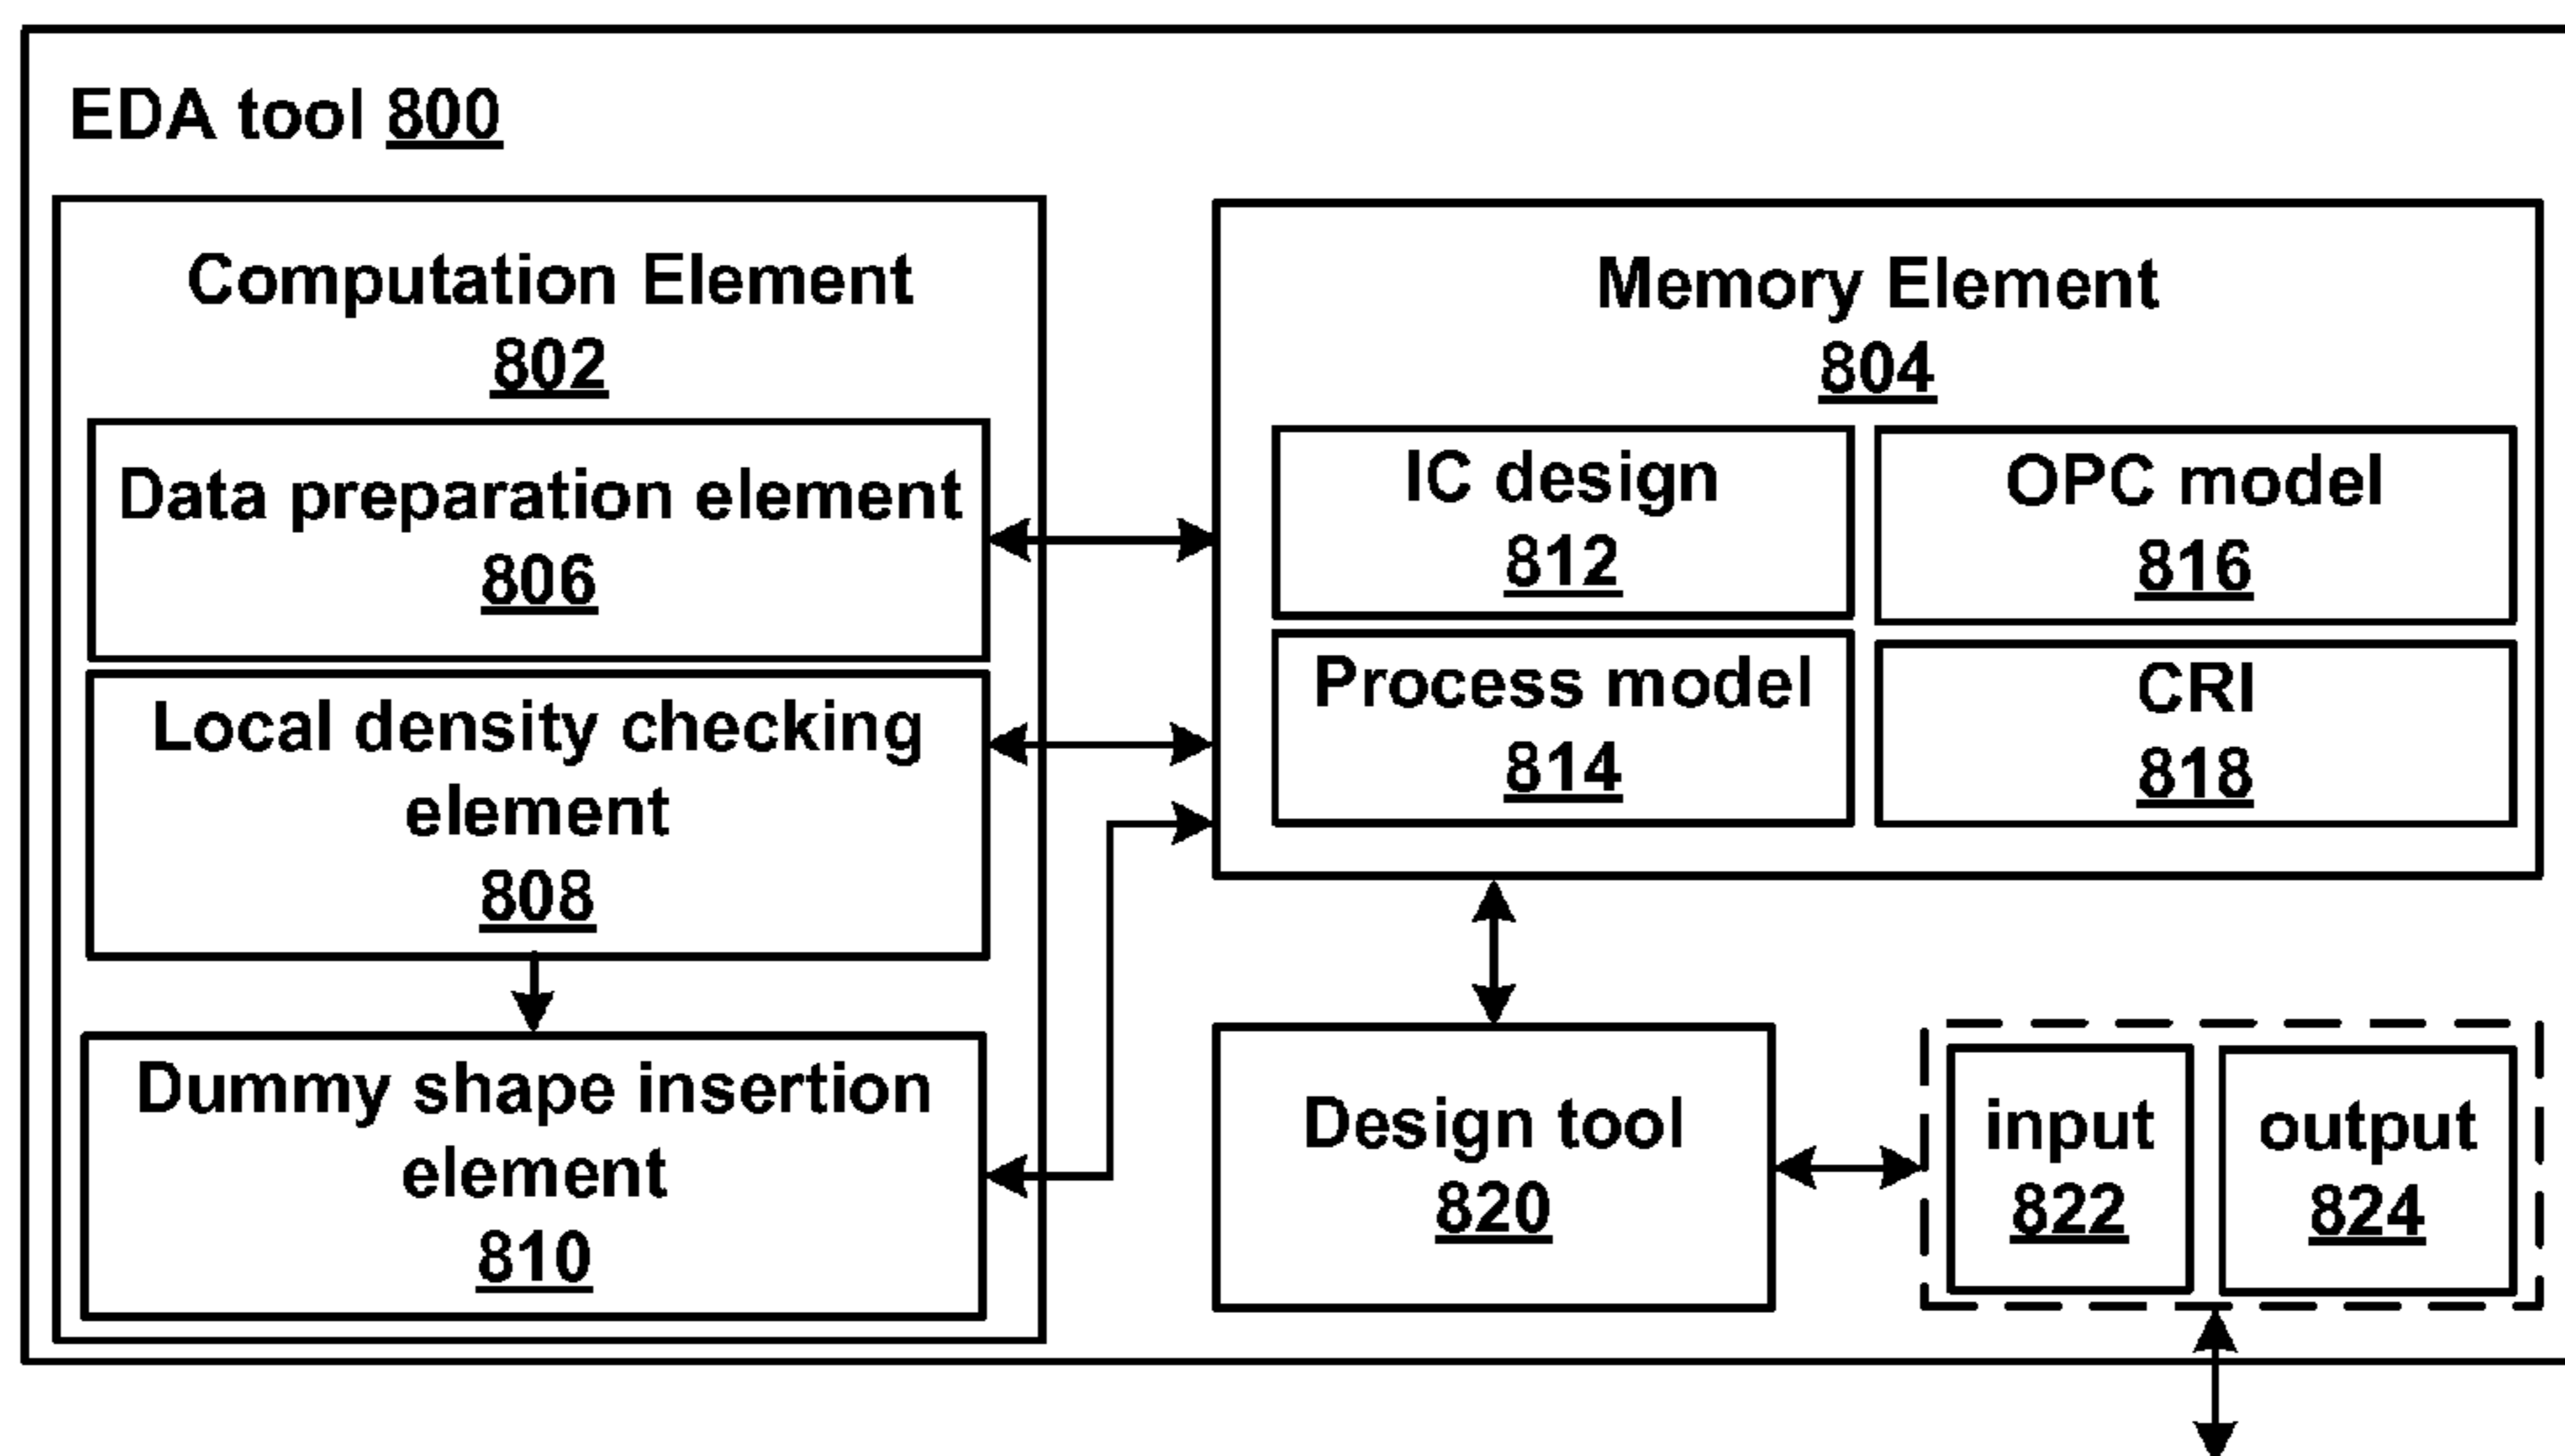 EDA tool 800
Computation Element
802
Data preparation element
806
Local density checking
element
808
Dummy shape insertion
element
810
Memory Element
804
IC design
812
OPC model
816
Process model
814
CRI
818
Design tool
820
input
822
output
824